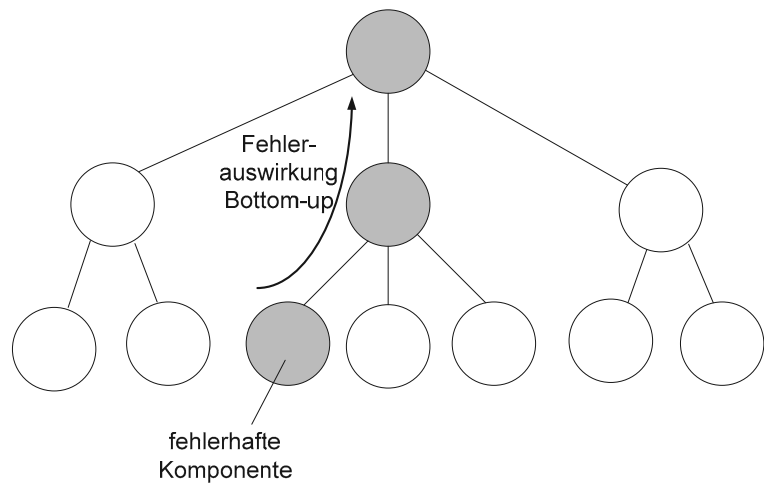 Fehler-
auswirkung
Bottom-up
fehlerhafte
Komponente